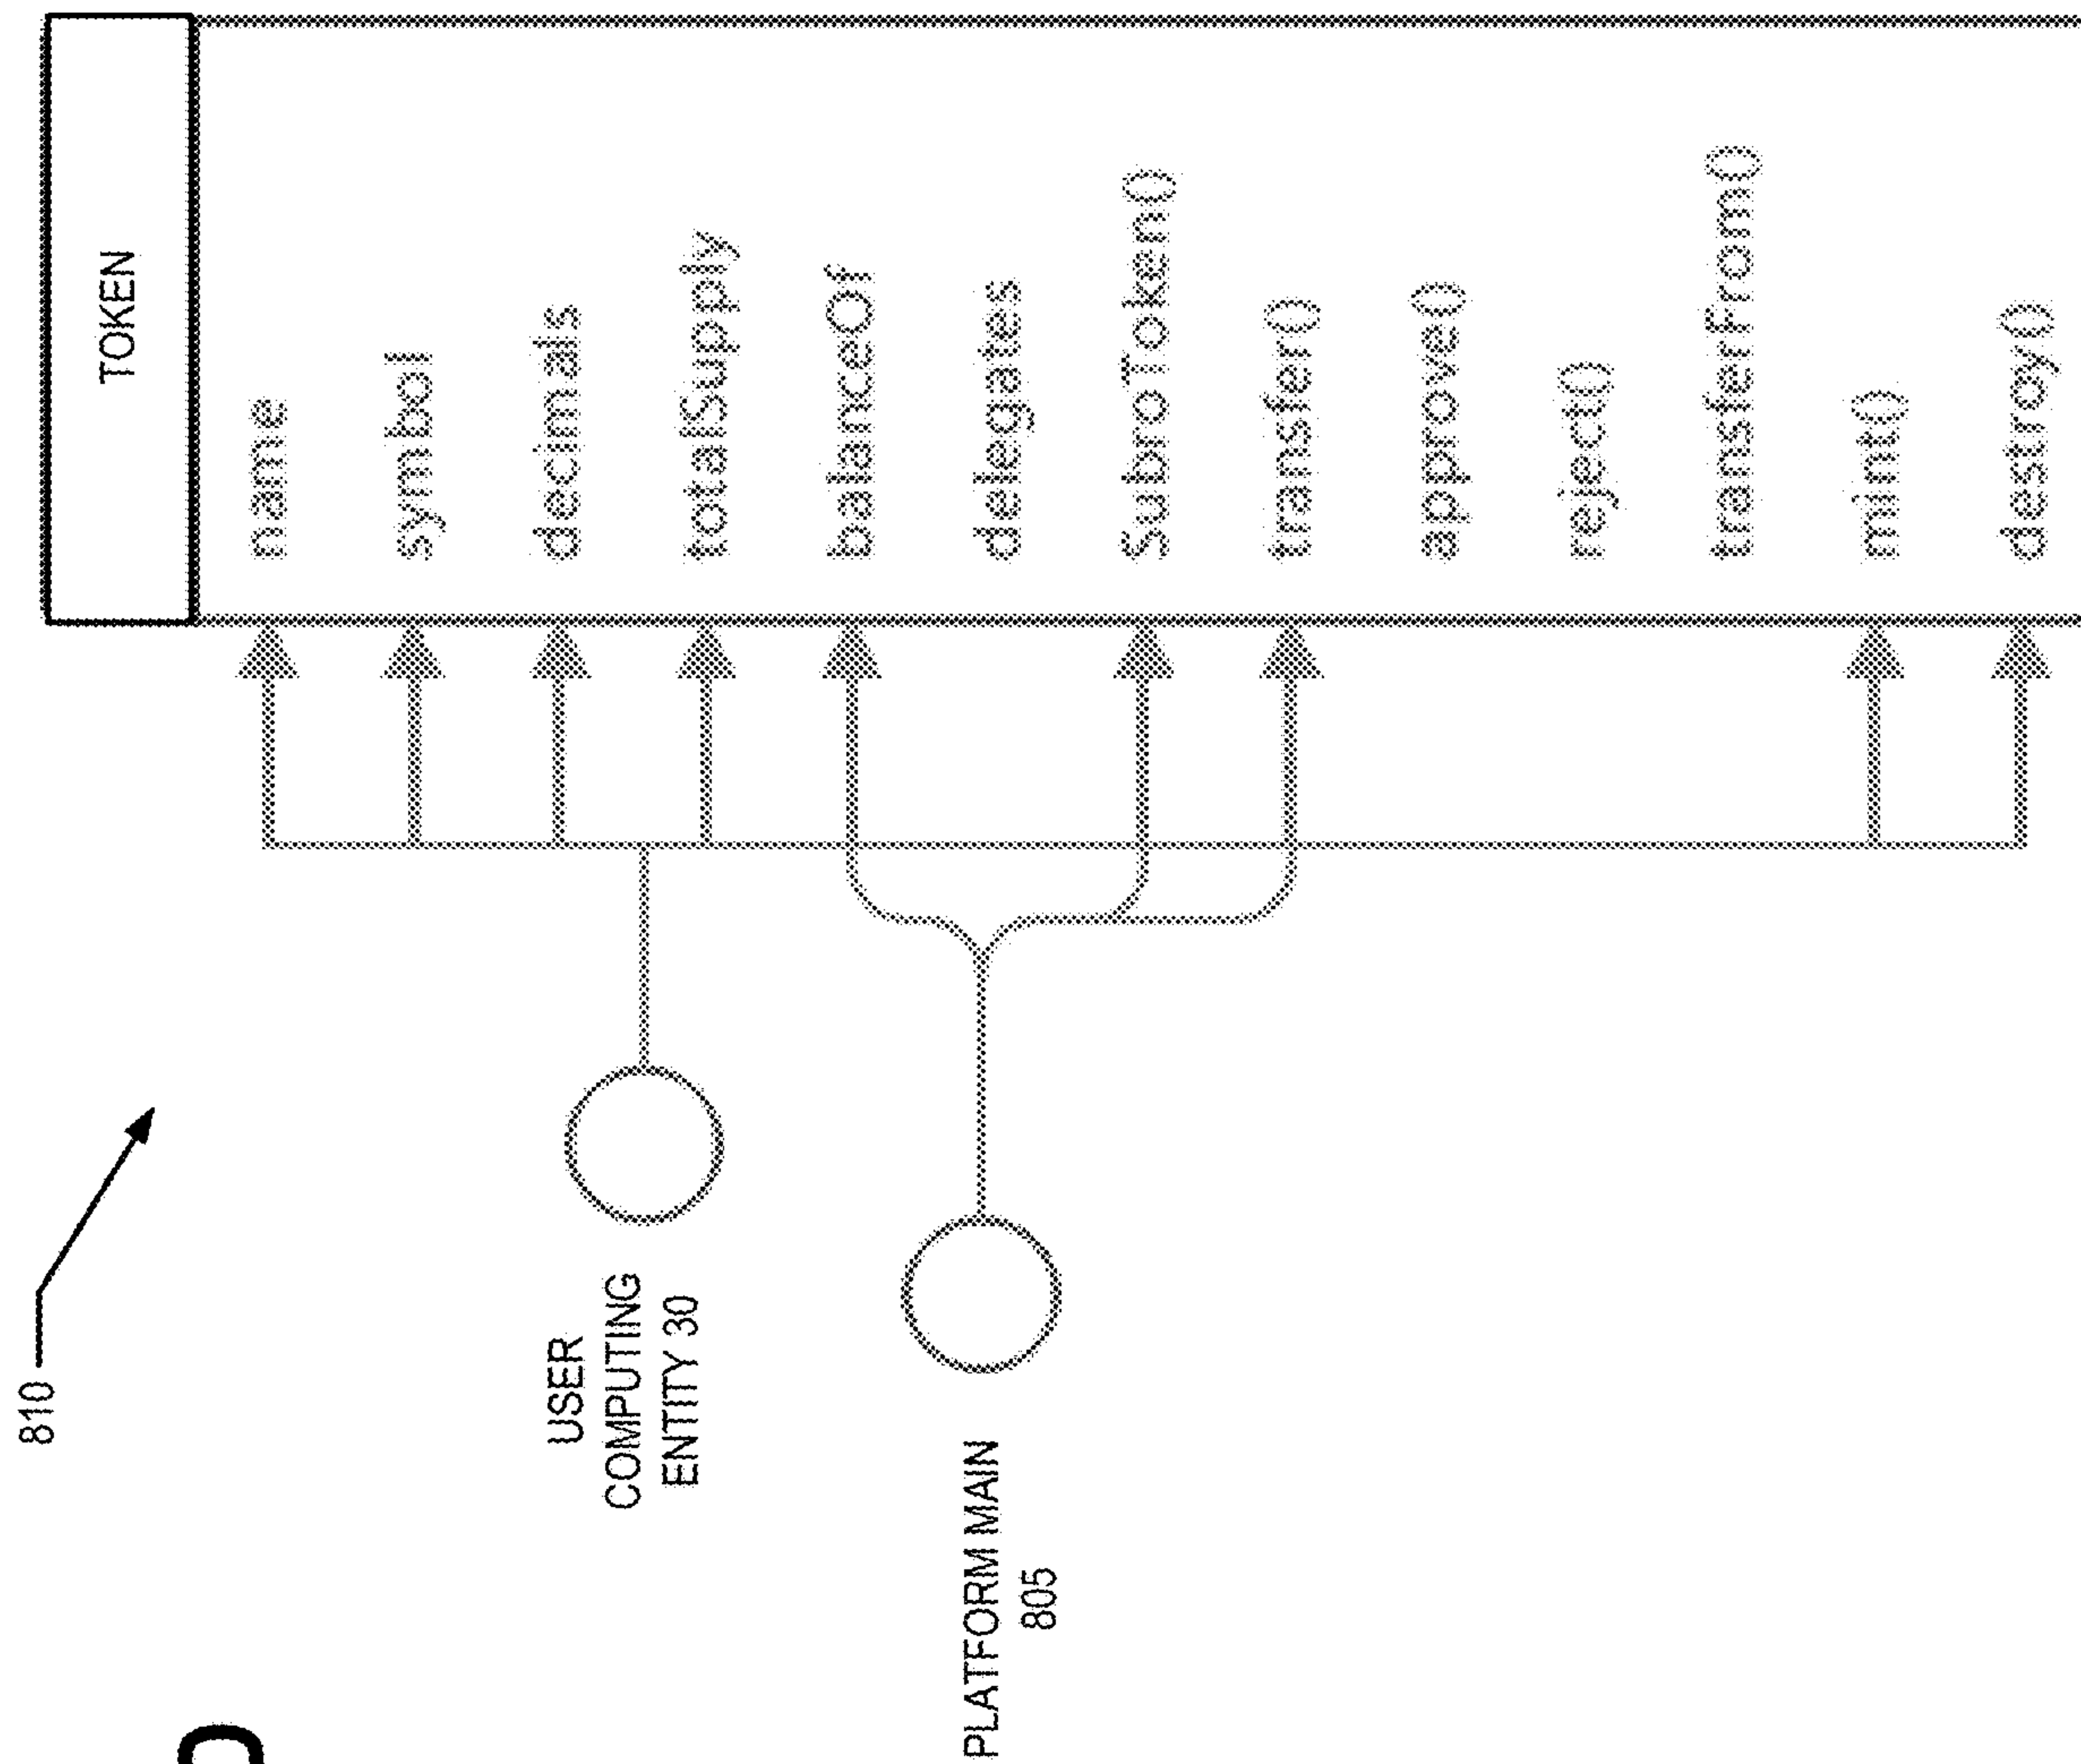 810
TOKEN
name
symbol
decimals
totalSupply
balanceOf
delegates
SubroToken()
transfer()
approve()
reject()
transferFrom()
mint()
destroy()
USER
COMPUTING
ENTITY 30
PLATFORM MAIN
805